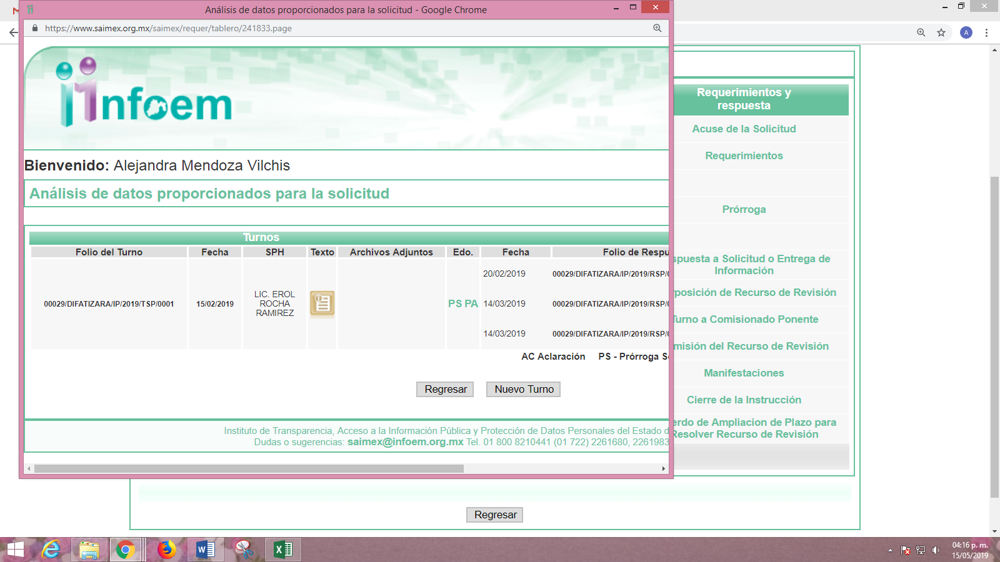 Análisis de datos proporcionados para la solicitud - Google Chrome
https://www.saimex.org.mx/saimex/requer/tablero/241833.page
A
infoem
Bienvenido: Alejandra Mendoza Vilchis
Análisis de datos proporcionados para la solicitud
Turnos
Folio del Turno Fecha SPH Texto Archivos Adjuntos Edo. Fecha Folio de Respu
20/02/2019 00029/DIFATIZARA/IP/2019/RSP/
00029/DIFATIZARA/IP/2019/TSP/0001 15/02/2019 LIC. EROL
ROCHA
RAMIREZ
PS PA 14/03/2019 00029/DIFATIZARA/IP/2019/RSP/
14/03/2019 00029/DIFATIZARA/IP/2019/RSP/
AC Aclaración PS - Prórroga S
Regresar Nuevo Turno
Instituto de Transparencia, Acceso a la Información Pública y Protección de Datos Personales del Estado d
Dudas o sugerencias: saimex@infoem.org.mx Tel. 01 800 8210441 (01 722) 2261680, 2261983
Requerimientos y
respuesta
Acuse de la Solicitud
Requerimientos
Prórroga
spuesta a Solicitud o Entrega de
Información
rposición de Recurso de Revisión
Turno a Comisionado Ponente
misión del Recurso de Revisión
Manifestaciones
Cierre de la Instrucción
erdo de Ampliacion de Plazo para
Resolver Recurso de Revisión
Regresar
04:16 p. m.
15/05/2019